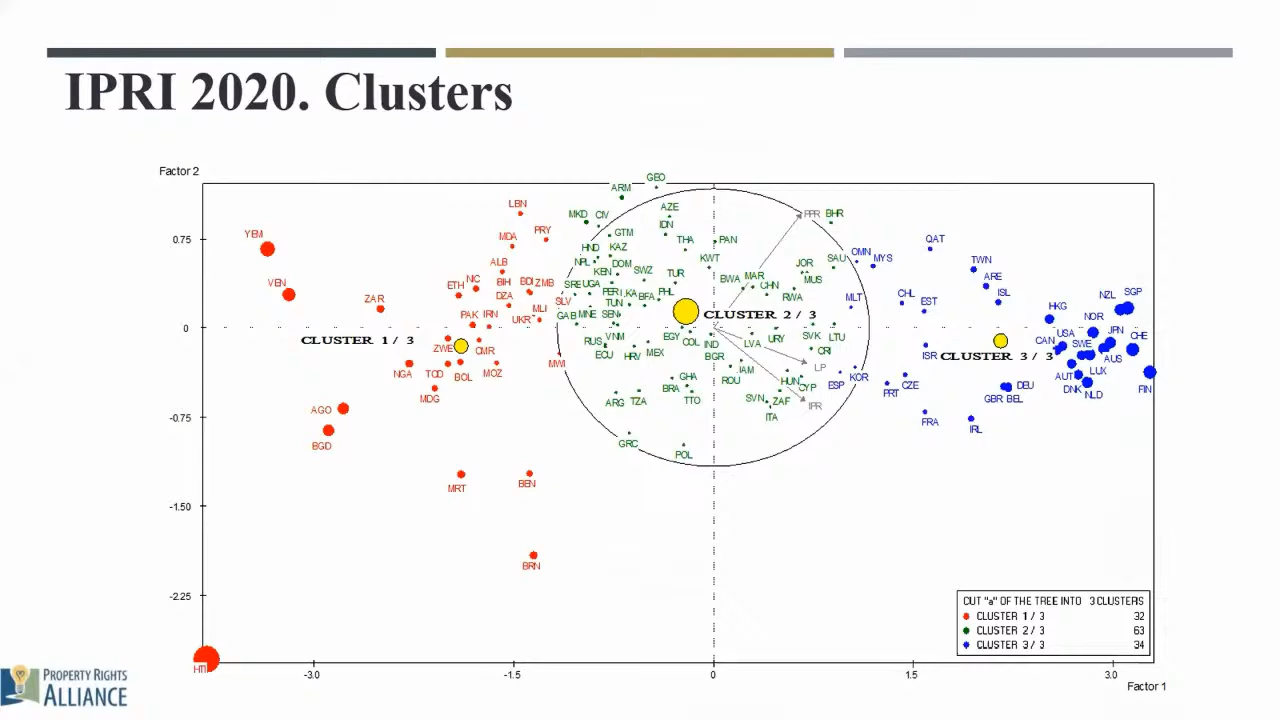 IPRI 2020. Clusters
Factor 2
GEO
ARM
LBN
AZE
MKD CIV
PPR BHR
PRY
IDN
YEM
MDA
GTM
0.75
THA
PAN
QAT
HND KAZ
OMN
MYS
KWT
TWN
ALB
NPL
DOM
JOR
SAU
KEN
SWZ
TUR
MAR
ARE
VEN
ETH
NIC
BIH
BDI
ZMB
UGA
BWA
CHN
MUS
ISL
SGP
PHL
RWA
NZL
ZAR
DZA
SLV
TUN
LKA
BFA
MLT
CHL
EST
HKG
PAK
IRN
MLI
GAB
MNE
SEN
CLUSTER 2 / 3
NOR
UKR
0
CLUSTER 1 / 3
RUS
VNM
EGY
COL
IND
LVA
URY
SVK
LTU
CAN
USA
SWE
JPN
CHE
ZWE
CMR
ECU
HRV
MEX
BGR
CRI
ISR
CLUSTER 3 / 3
AUS
MWI
NGA
TCD
BOL
MOZ
GHA
ROU
JAM
LP
AUT
LUX
HUN
CYP
ESP
KOR
PRT
CZE
DEU
FIN
MDG
BRA
DNK
NLD
ARG
TZA
TTO
SVN
ZAF
IPR
GBR
BEL
AGO
-0.75
ITA
FRA
IRL
BGD
GRC
POL
MRT
BEN
-1.50
BRN
-2.25
CUT "a" OF THE TREE INTO 3 CLUSTERS
CLUSTER 1 / 3 32
CLUSTER 2 / 3 63
CLUSTER 3 / 3 34
HTI
-3.0
-1.5
0
1.5
3.0
Factor 1
PROPERTY RIGHTS
ALLIANCE